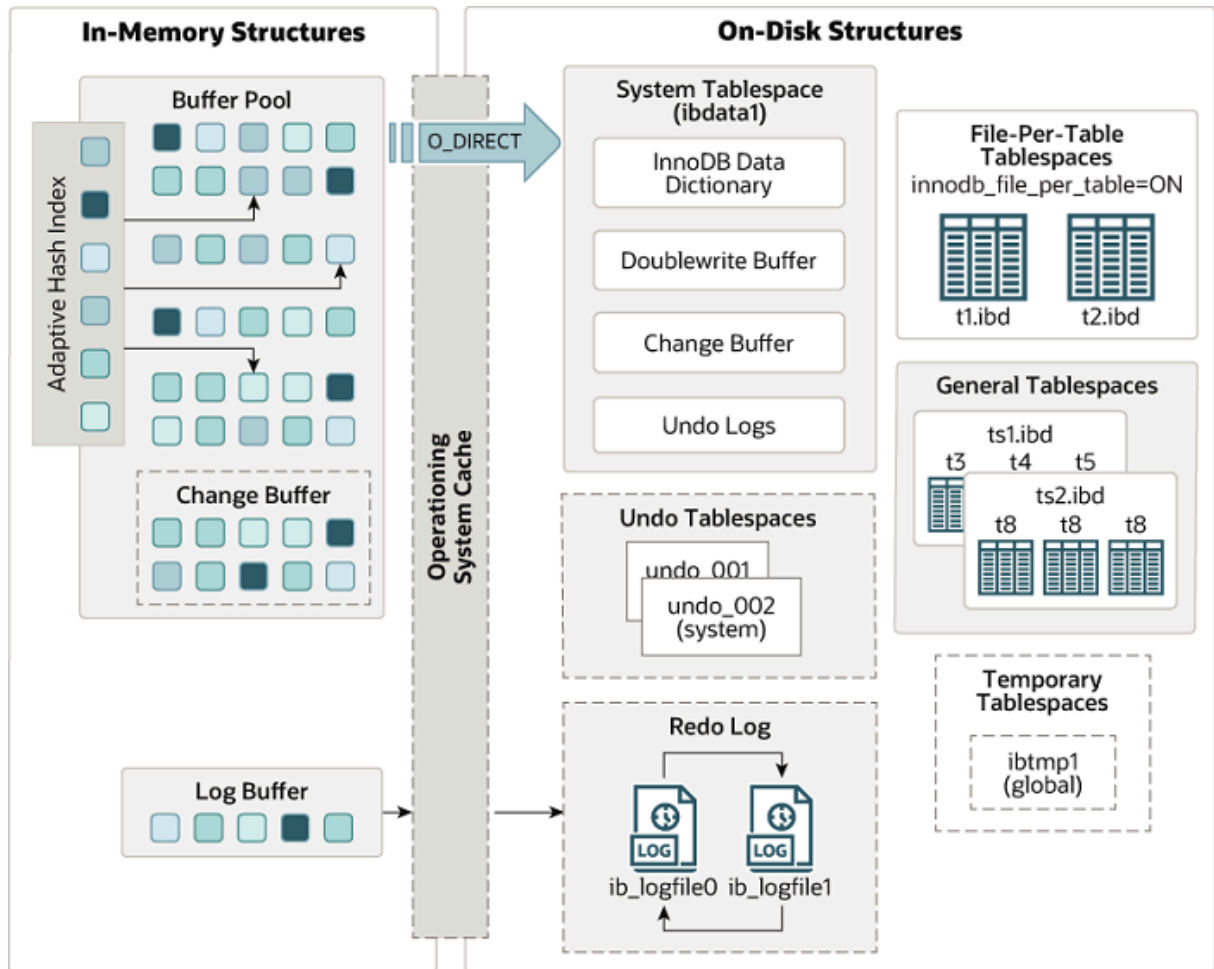 In-Memory Structures
Buffer Pool
Adaptive Hash Index
Change Buffer
Log Buffer
Operationing
System Cache
O_DIRECT
On-Disk Structures
System Tablespace
(ibdata1)
InnoDB Data
Dictionary
Doublewrite Buffer
Change Buffer
Undo Logs
Undo Tablespaces
undo_001
undo_002
(system)
Redo Log
LOG
LOG
ib_logfile0
ib_logfile1
File-Per-Table
Tablespaces
innodb_file_per_table=ON
t1.ibd
t2.ibd
General Tablespaces
ts1.ibd
t3 t4 t5
ts2.ibd
t8 t8 t8
Temporary
Tablespaces
ibtmp1
(global)